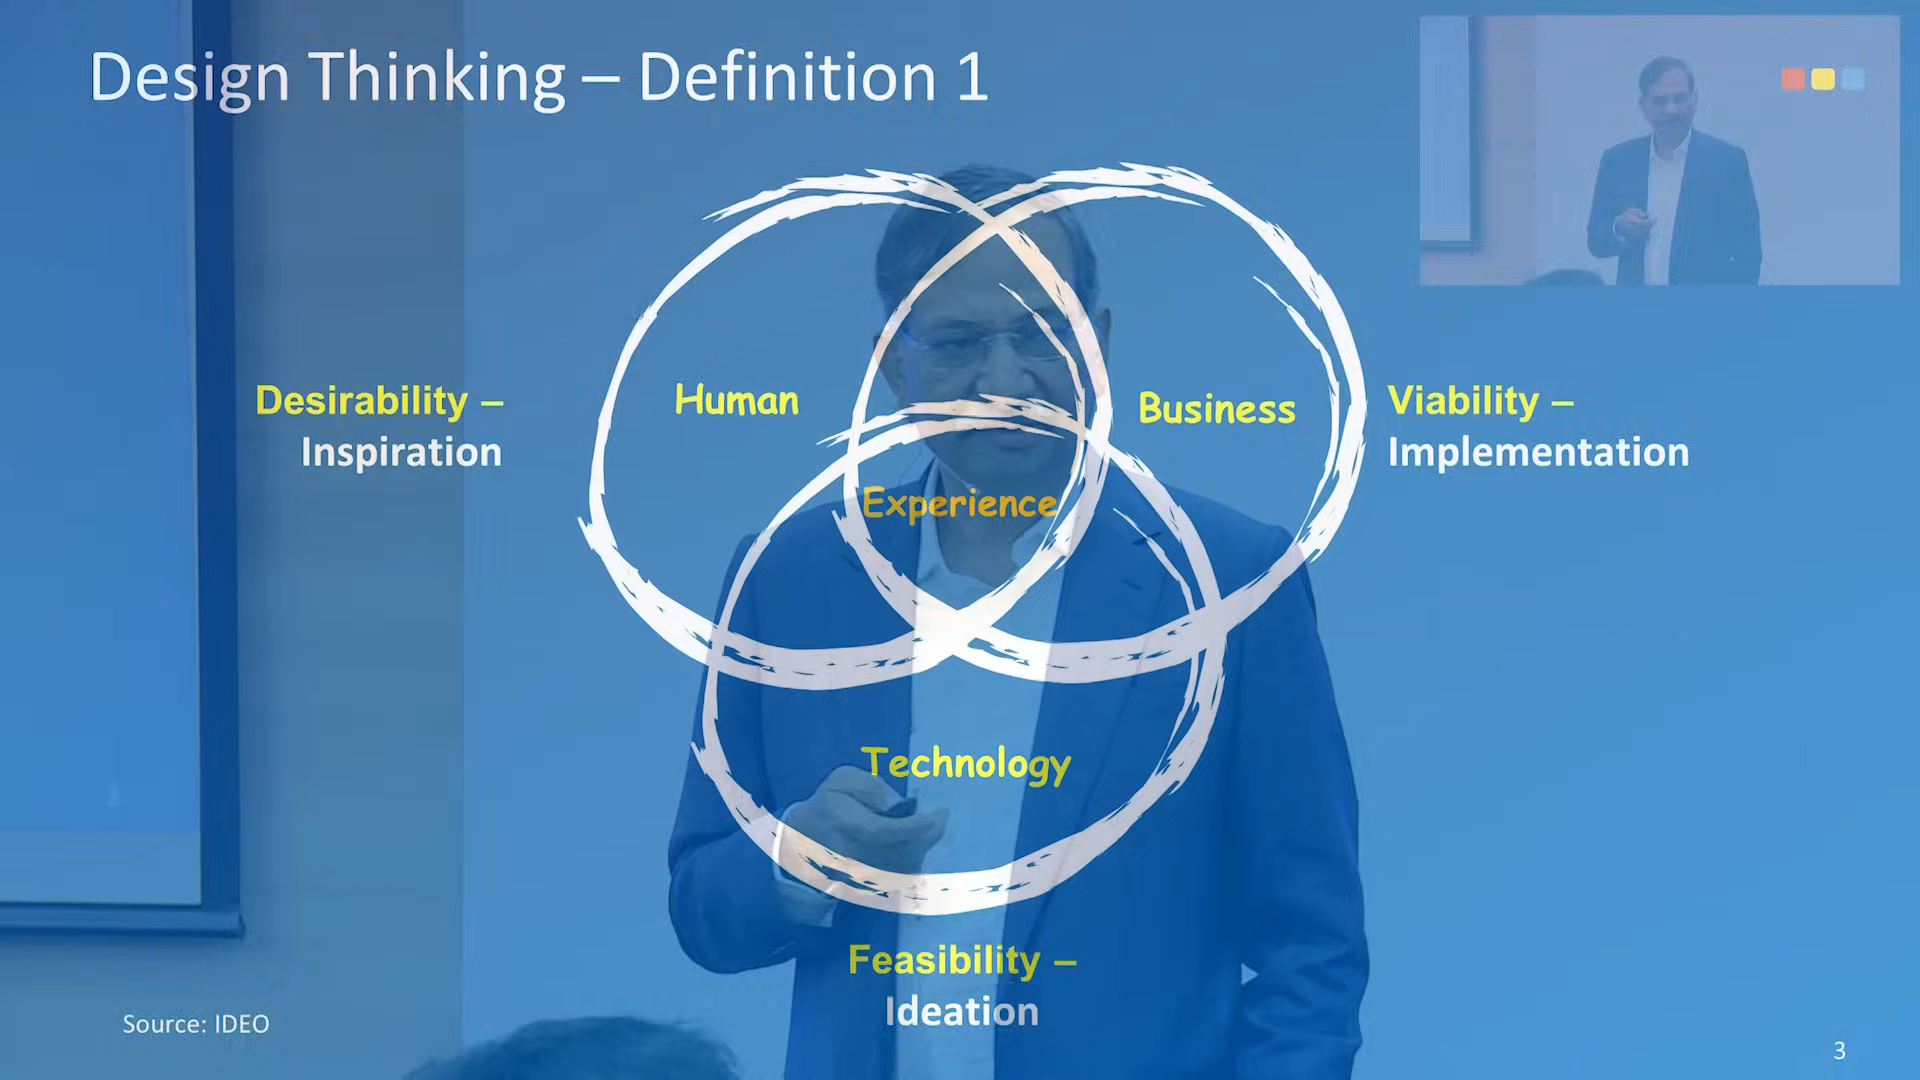 Design Thinking – Definition 1
Desirability –
Inspiration
Human
Business
Viability –
Implementation
Experience
Technology
Feasibility –
Ideation
Source: IDEO
3